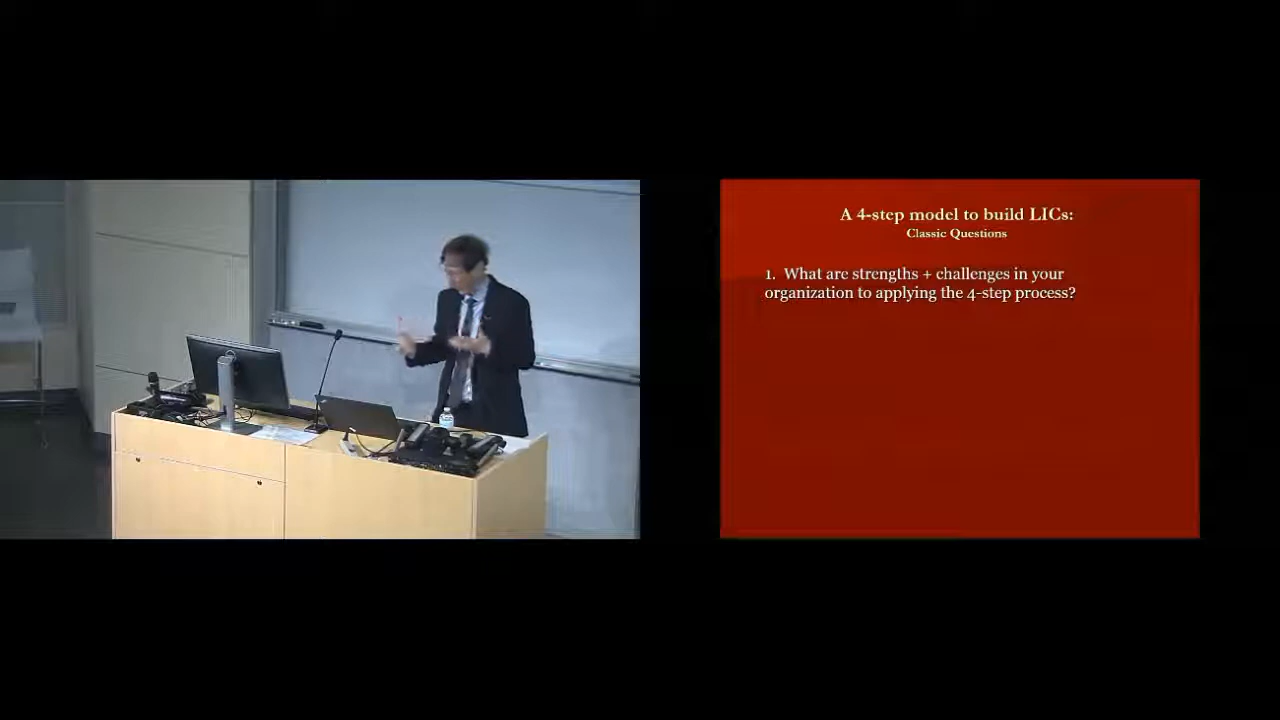 A 4-step model to build LICs:
Classic Questions
1. What are strengths + challenges in your
organization to applying the 4-step process?